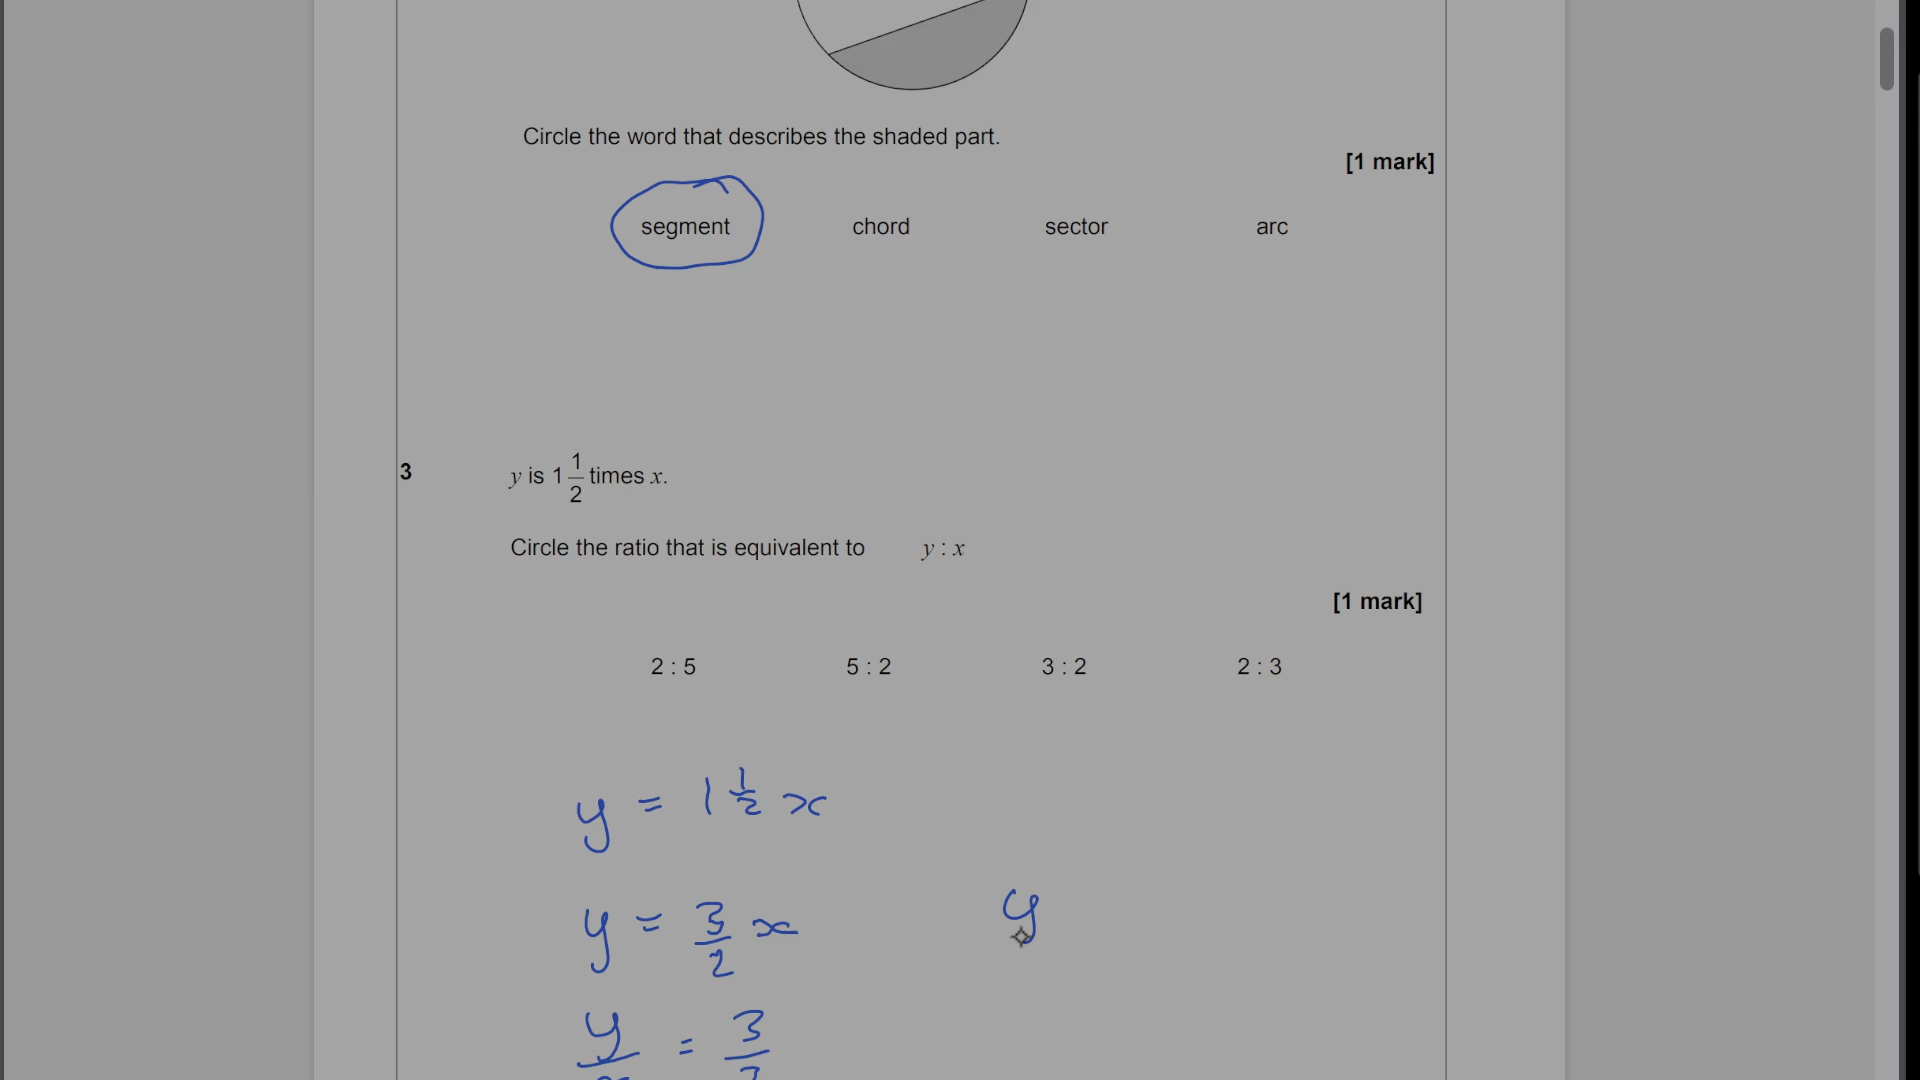 Circle the word that describes the shaded part.
[1 mark]
segment chord sector arc
3 y is 1 1/2 times x.
Circle the ratio that is equivalent to y : x
[1 mark]
2 : 5 5 : 2 3 : 2 2 : 3
y = 1 1/2 x
y = 3/2 x y
y = 3